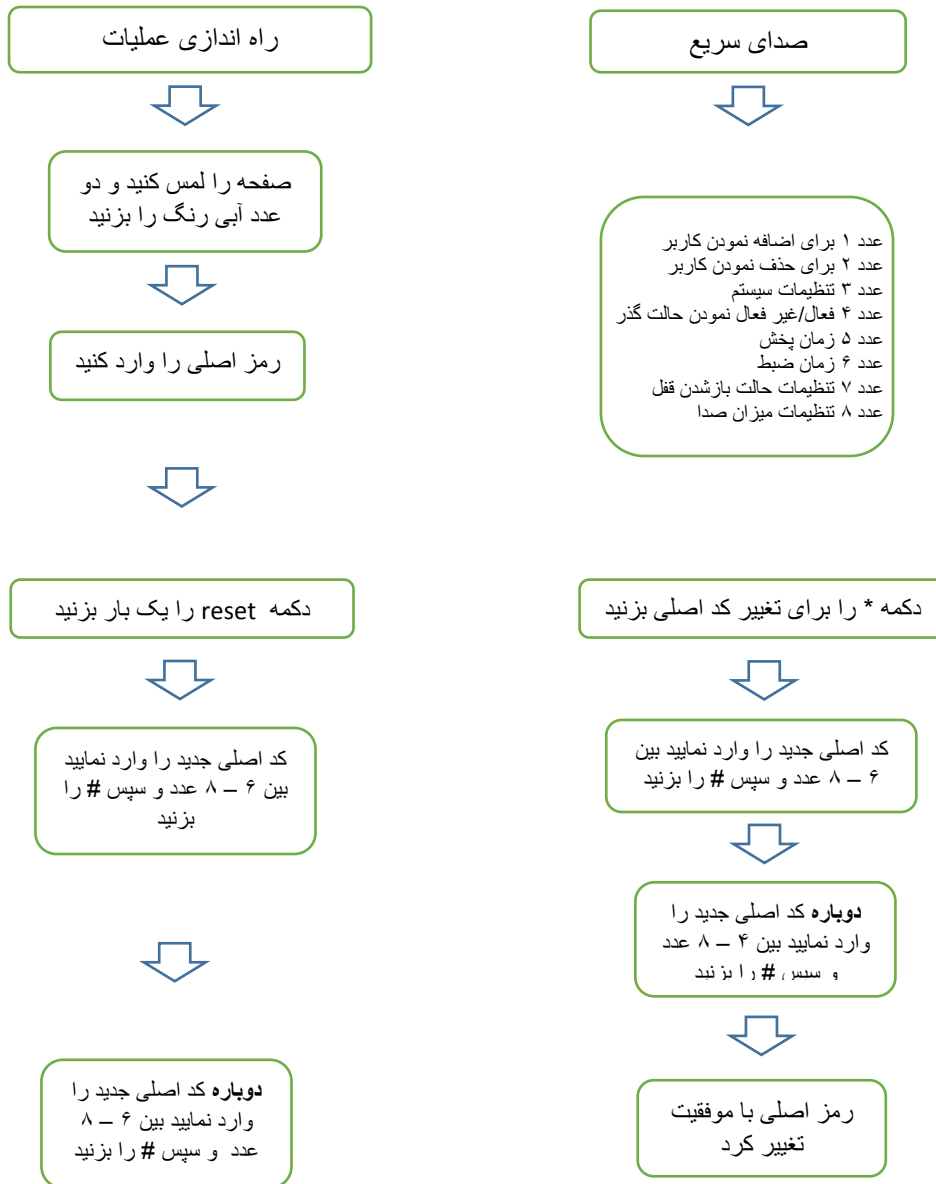 راه اندازی عملیات
صفحه را لمس کنید و دو
عدد آبی رنگ را بزنید
رمز اصلی را وارد کنید
دکمه reset را یک بار بزنید
کد اصلی جدید را وارد نمایید
بین ۶ – ۸ عدد و سپس # را
بزنید
دوباره کد اصلی جدید را
وارد نمایید بین ۶ – ۸
عدد و سپس # را بزنید
صدای سریع
عدد ۱ برای اضافه نمودن کاربر
عدد ۲ برای حذف نمودن کاربر
عدد ۳ تنظیمات سیستم
عدد ۴ فعال/غیر فعال نمودن حالت گذر
عدد ۵ زمان پخش
عدد ۶ زمان ضبط
عدد ۷ تنظیمات حالت بازشدن قفل
عدد ۸ تنظیمات میزان صدا
دکمه * را برای تغییر کد اصلی بزنید
کد اصلی جدید را وارد نمایید بین
۶ – ۸ عدد و سپس # را بزنید
دوباره کد اصلی جدید را
وارد نمایید بین ۴ – ۸ عدد
و سپس # را بزنید
رمز اصلی با موفقیت
تغییر کرد